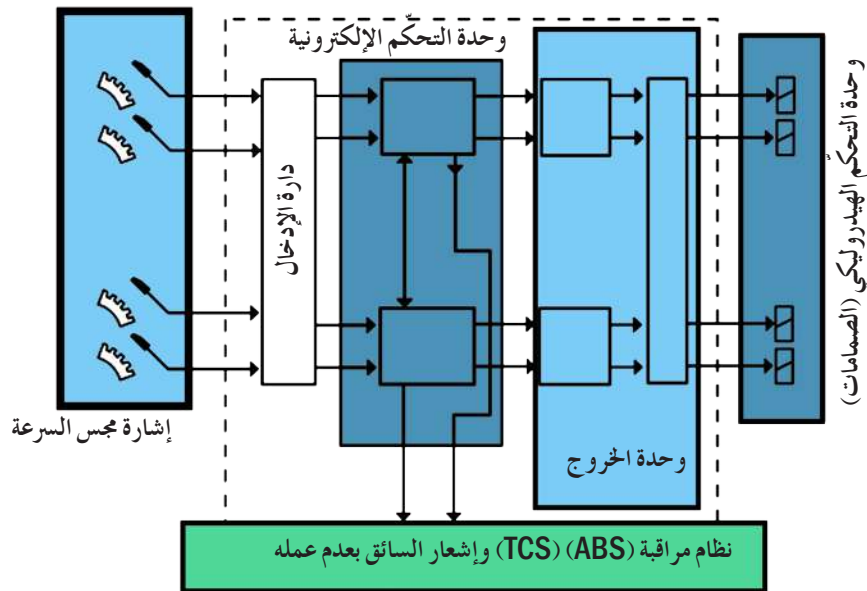 وحدة التحكّم الإلكترونية
دارة الإدخال
وحدة التحكّم الهيدروليكي (الصمامات)
إشارة مجس السرعة
وحدة الخروج
نظام مراقبة (ABS) (TCS) وإشعار السائق بعدم عمله